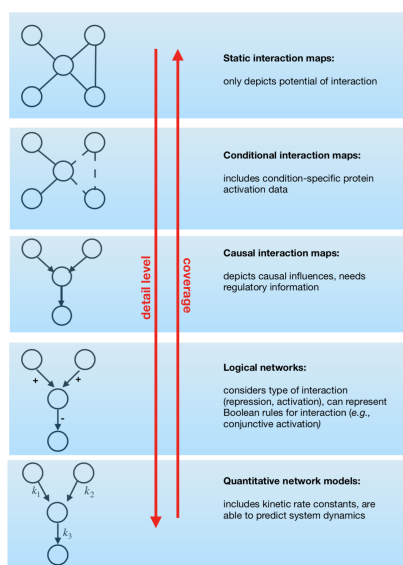 Static interaction maps:
only depicts potential of interaction
Conditional interaction maps:
includes condition-specific protein
activation data
detail level
coverage
Causal interaction maps:
depicts causal influences, needs
regulatory information
Logical networks:
considers type of interaction
(repression, activation), can represent
Boolean rules for interaction (e.g.,
conjunctive activation)
+ +
-
Quantitative network models:
includes kinetic rate constants, are
able to predict system dynamics
k1 k2
k3